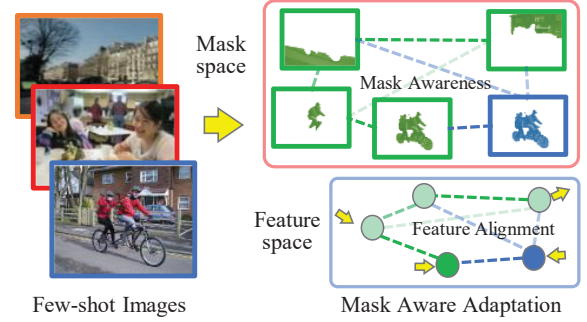 Mask
space
Mask Awareness
Feature
space
Feature Alignment
Few-shot Images
Mask Aware Adaptation